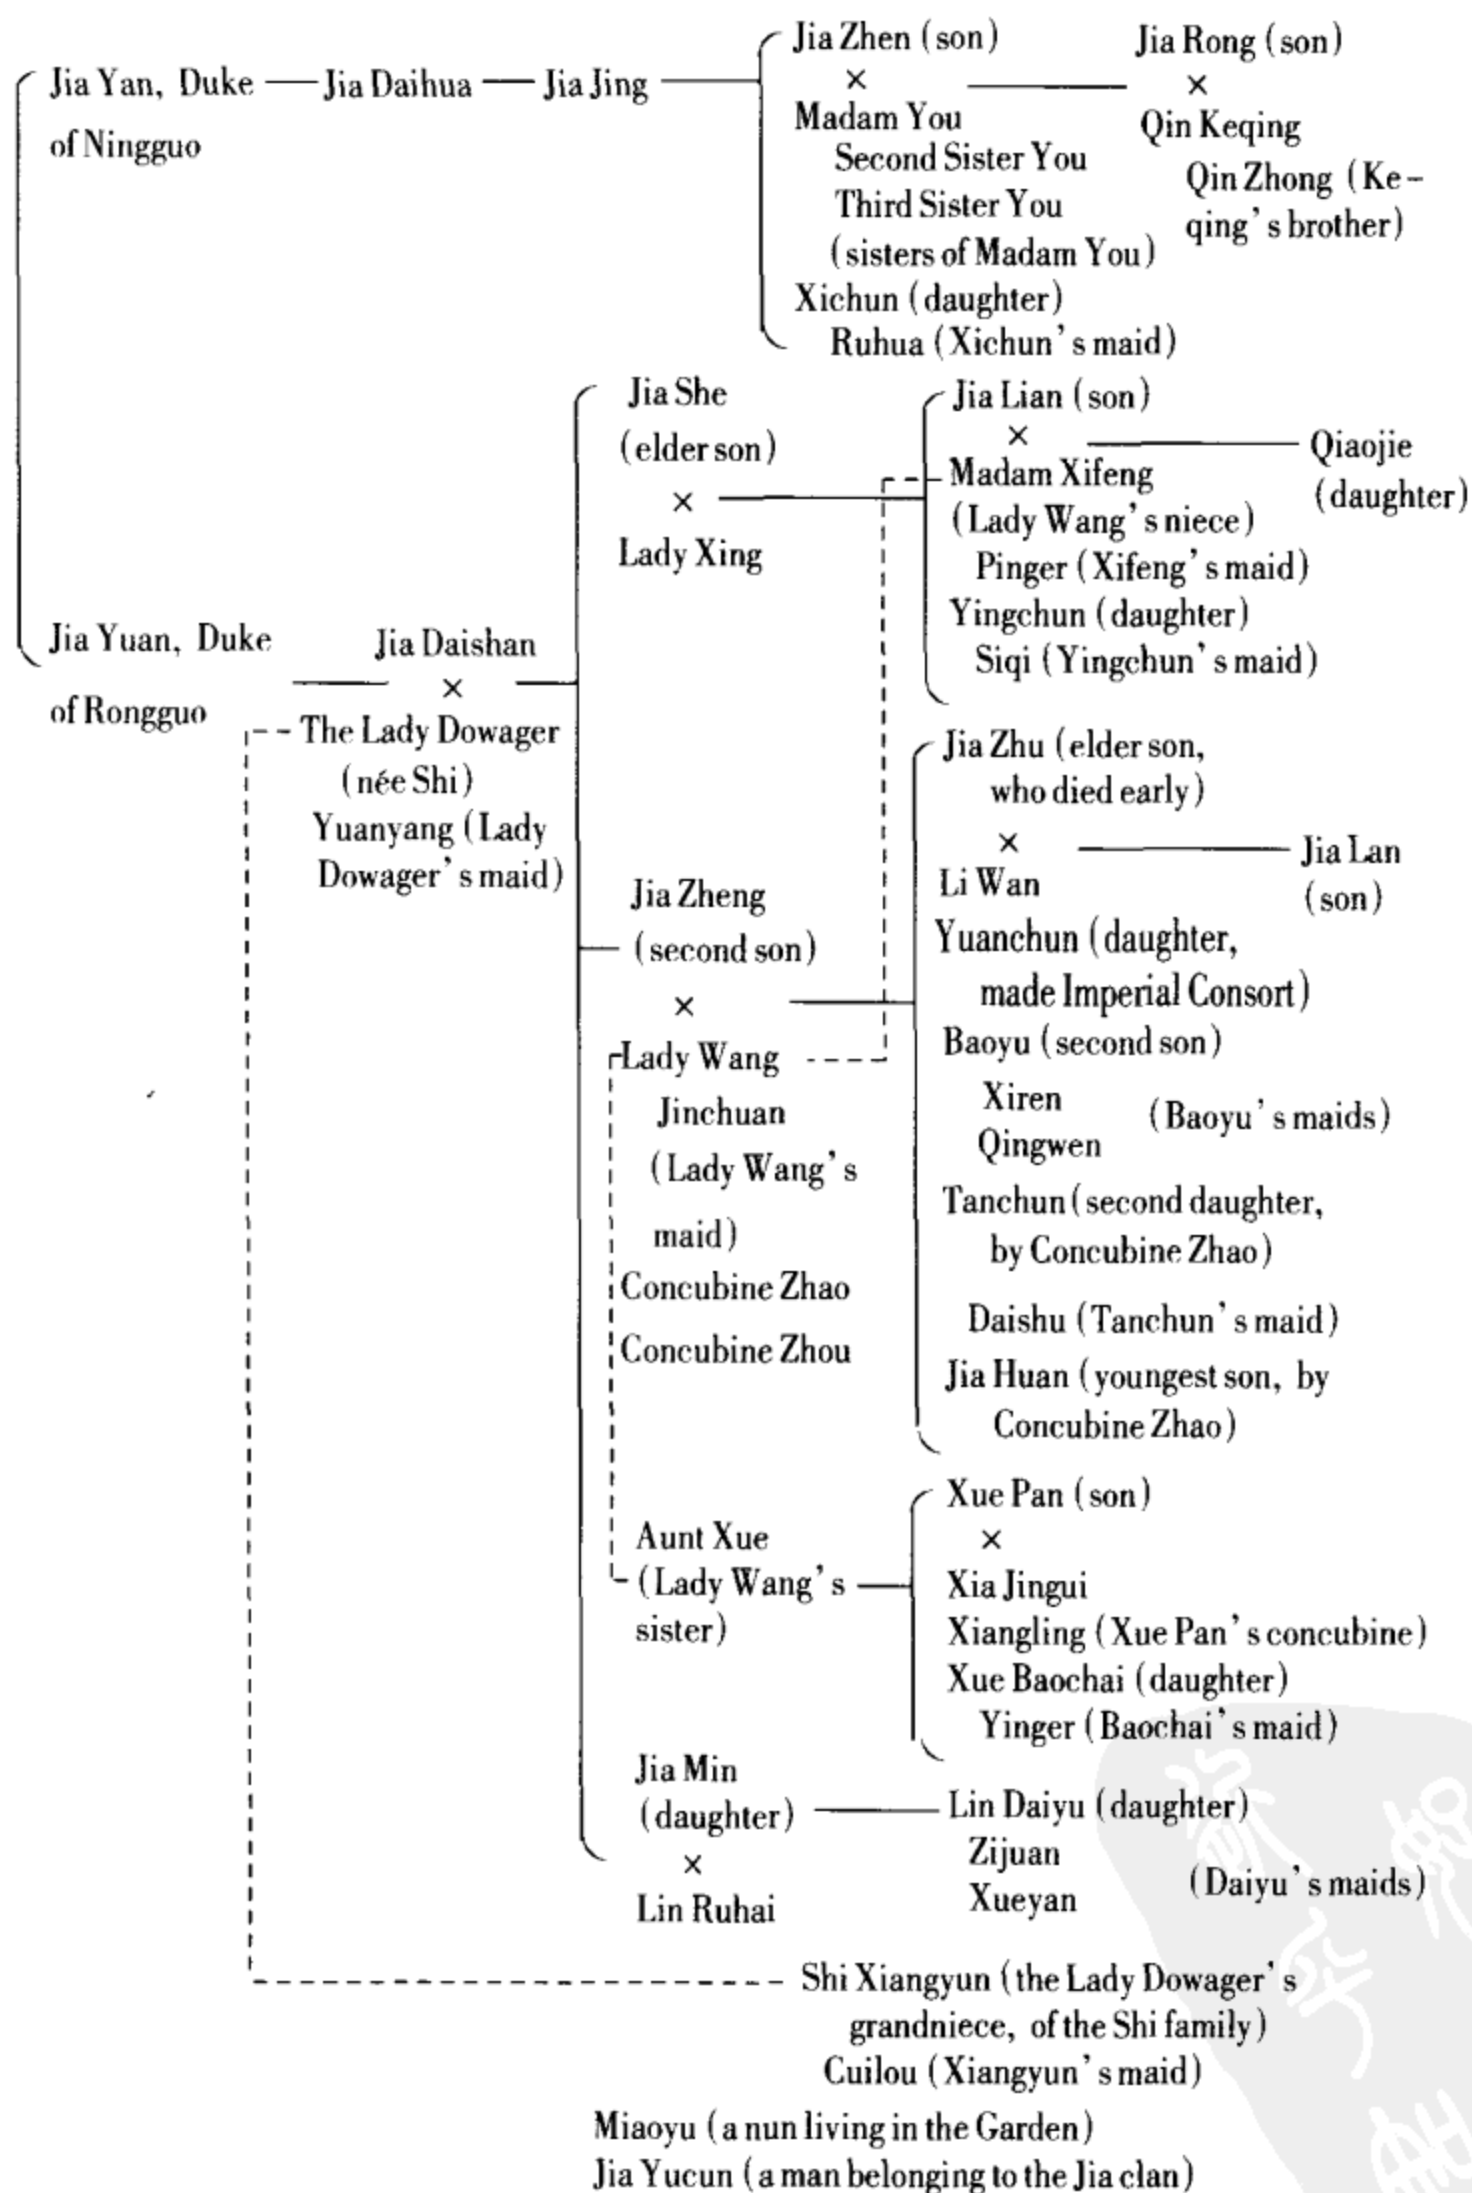 Jia Yan, Duke
of Ningguo
Jia Daihua
Jia Jing
Jia Zhen (son)
×
Madam You
Second Sister You
Third Sister You
(sisters of Madam You)
Xichun (daughter)
Ruhua (Xichun's maid)
Jia Rong (son)
×
Qin Keqing
Qin Zhong (Ke-
qing's brother)
Jia Yuan, Duke
of Rongguo
Jia Daishan
×
The Lady Dowager
(née Shi)
Yuanyang (Lady
Dowager's maid)
Jia She
(elder son)
×
Lady Xing
Jia Lian (son)
×
Madam Xifeng
(Lady Wang's niece)
Pinger (Xifeng's maid)
Yingchun (daughter)
Siqi (Yingchun's maid)
Qiaojie
(daughter)
Jia Zheng
(second son)
×
Lady Wang
Jinchuan
(Lady Wang's
maid)
Concubine Zhao
Concubine Zhou
Jia Zhu (elder son,
who died early)
×
Li Wan
Jia Lan
(son)
Yuanchun (daughter,
made Imperial Consort)
Baoyu (second son)
Xiren
Qingwen
(Baoyu's maids)
Tanchun (second daughter,
by Concubine Zhao)
Daishu (Tanchun's maid)
Jia Huan (youngest son, by
Concubine Zhao)
Aunt Xue
(Lady Wang's
sister)
Xue Pan (son)
×
Xia Jingui
Xiangling (Xue Pan's concubine)
Xue Baochai (daughter)
Yinger (Baochai's maid)
Jia Min
(daughter)
×
Lin Ruhai
Lin Daiyu (daughter)
Zijuan
Xueyan
(Daiyu's maids)
Shi Xiangyun (the Lady Dowager's
grandniece, of the Shi family)
Cuilou (Xiangyun's maid)
Miaoyu (a nun living in the Garden)
Jia Yucun (a man belonging to the Jia clan)